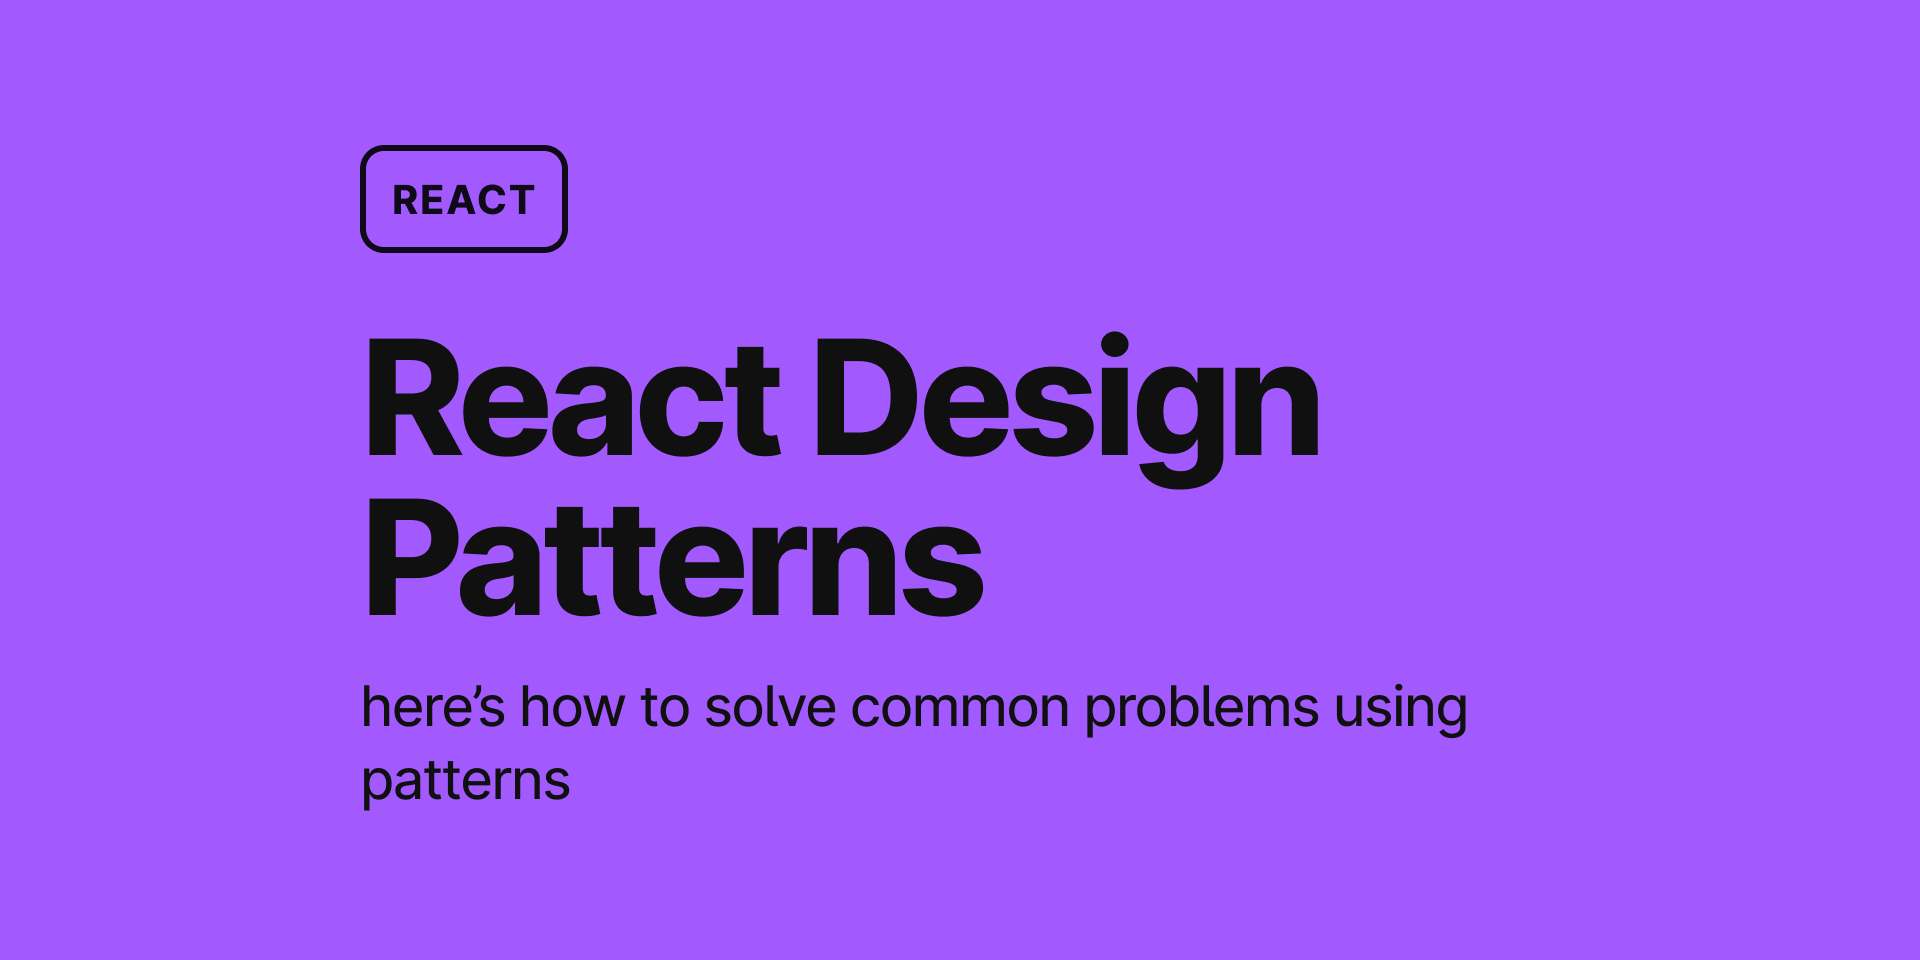 REACT
React Design
Patterns
here’s how to solve common problems using
patterns